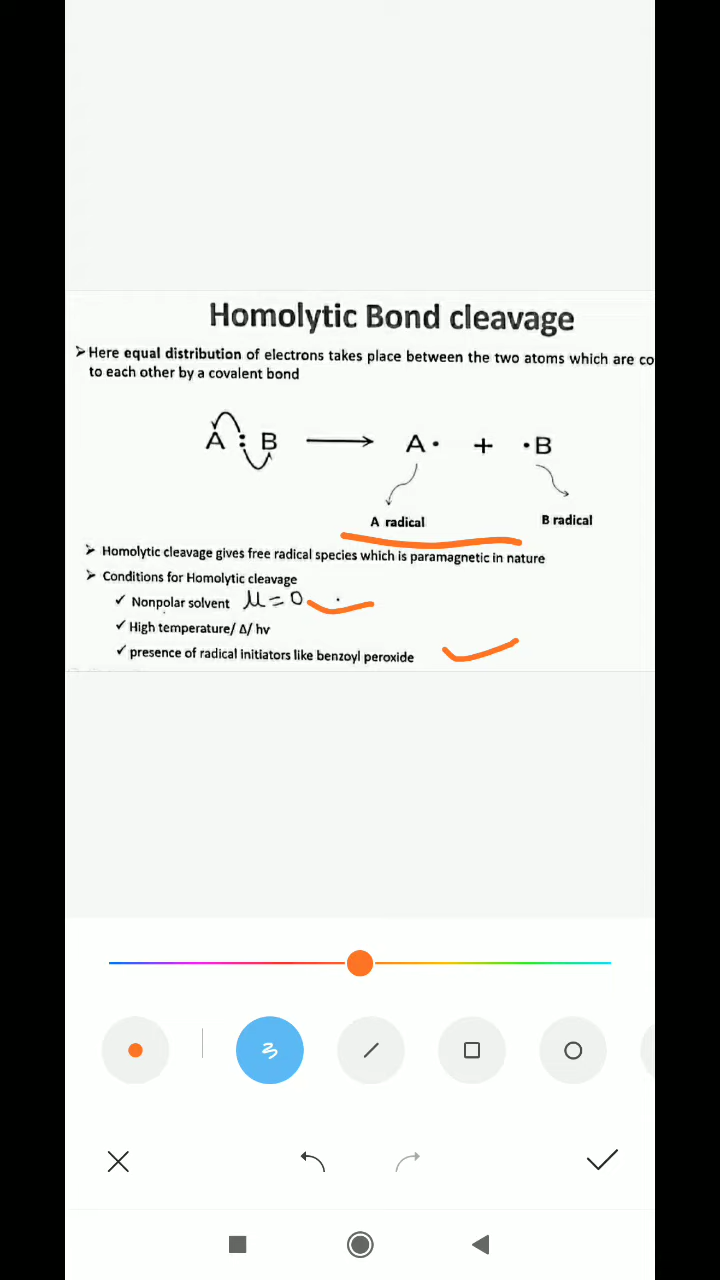 Homolytic Bond cleavage
➢Here equal distribution of electrons takes place between the two atoms which are co
to each other by a covalent bond
A : B ⟶ A· + ·B
A radical B radical
➢ Homolytic cleavage gives free radical species which is paramagnetic in nature
➢ Conditions for Homolytic cleavage
✓ Nonpolar solvent μ=0
✓ High temperature/ Δ/ hv
✓ presence of radical initiators like benzoyl peroxide